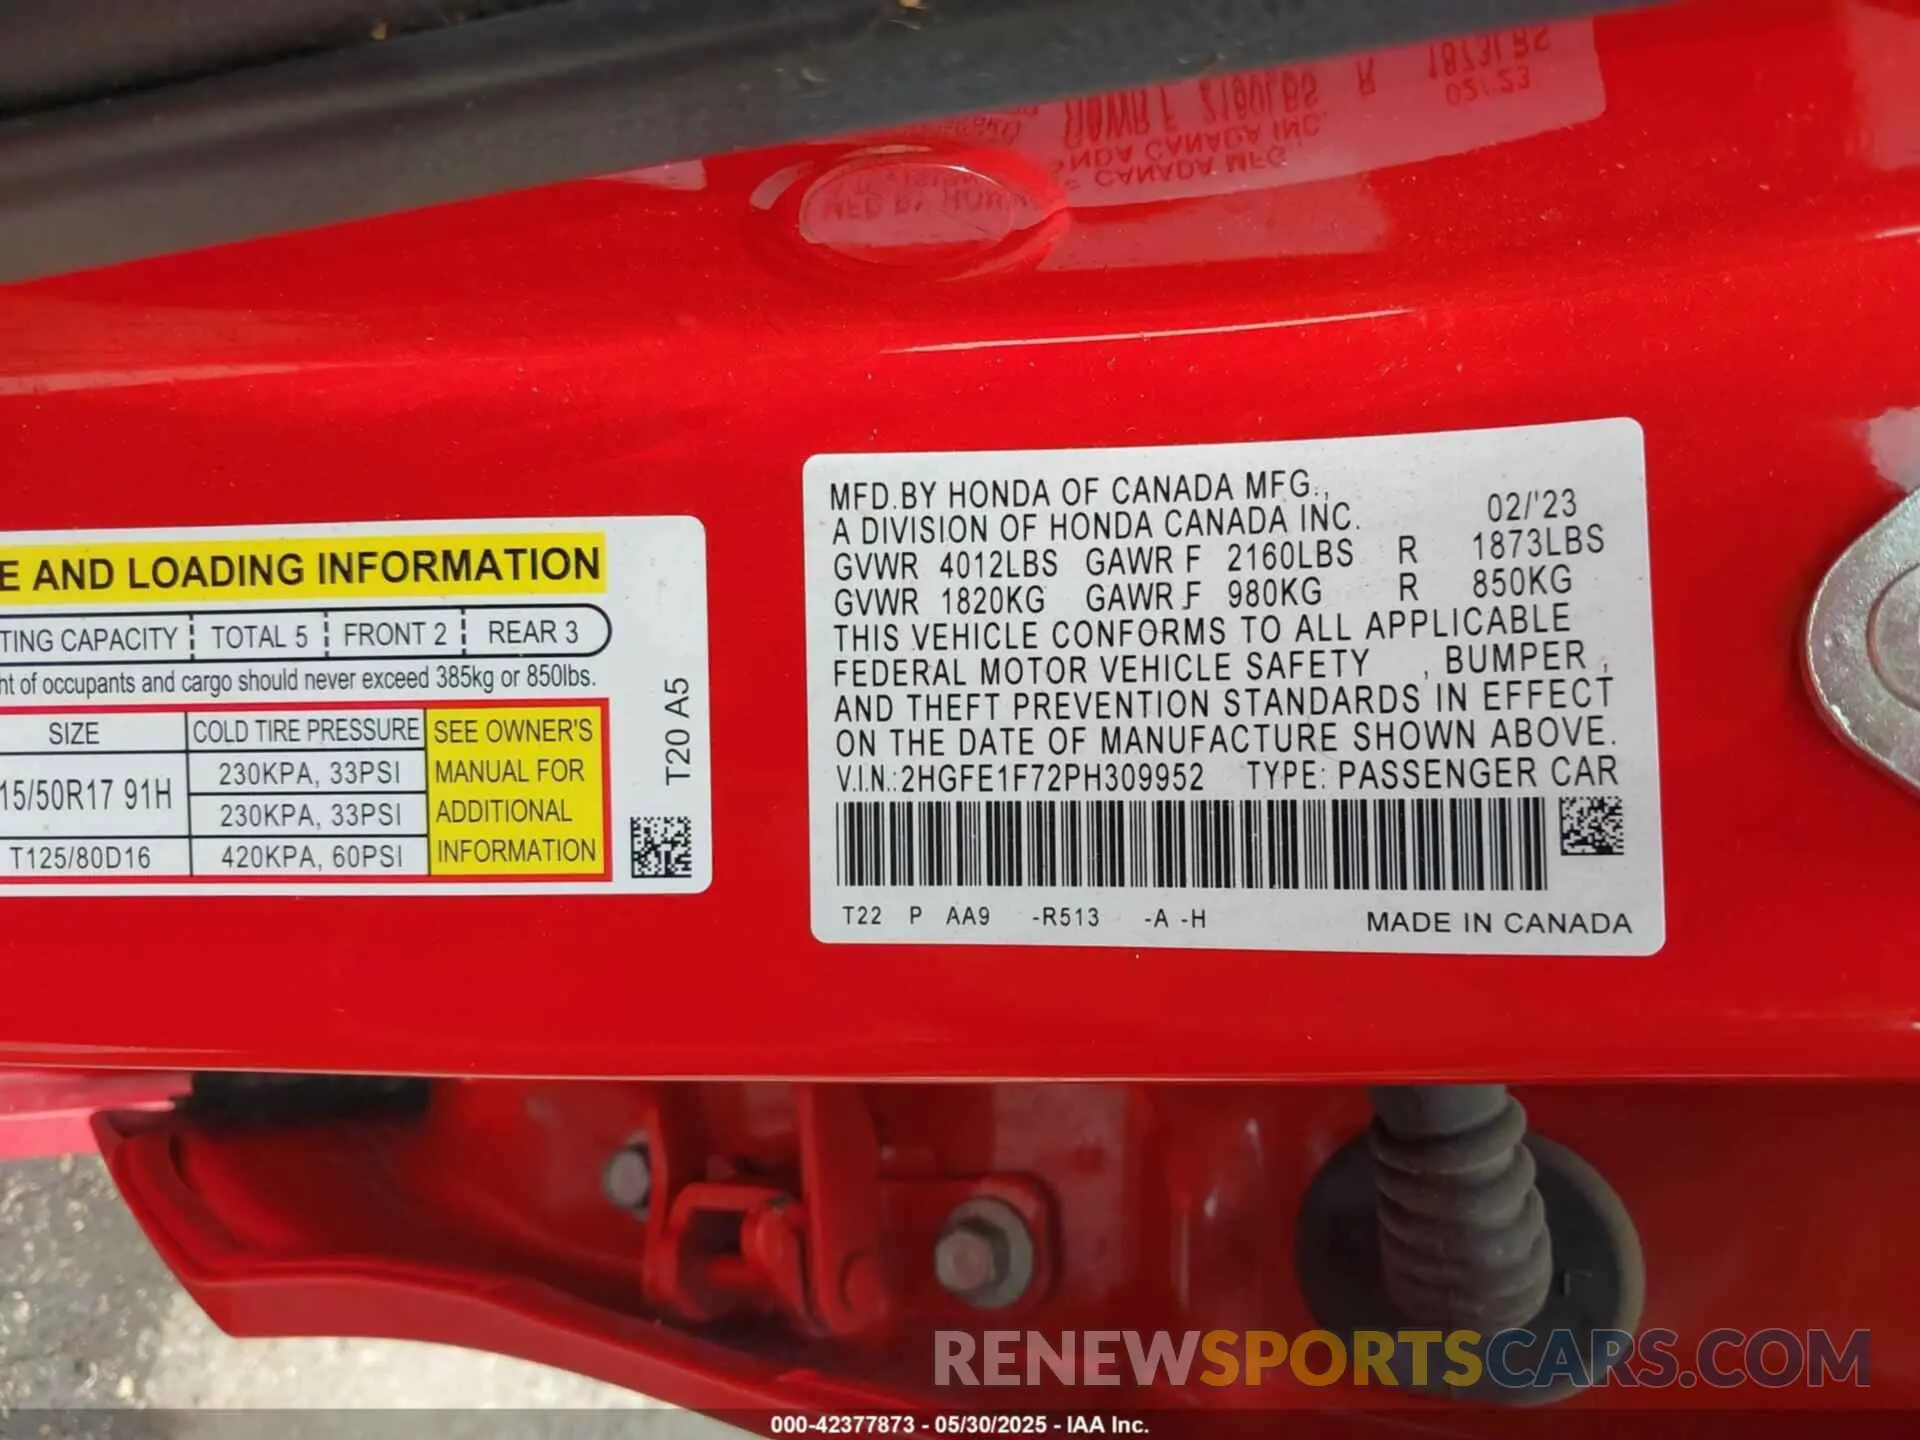 E AND LOADING INFORMATION
TING CAPACITY TOTAL 5 FRONT 2 REAR 3
ht of occupants and cargo should never exceed 385kg or 850lbs.
SIZE COLD TIRE PRESSURE SEE OWNER'S MANUAL FOR ADDITIONAL INFORMATION
15/50R17 91H 230KPA, 33PSI
230KPA, 33PSI
T125/80D16 420KPA, 60PSI
T20 A5
MFD.BY HONDA OF CANADA MFG.,
A DIVISION OF HONDA CANADA INC. 02/'23
GVWR 4012LBS GAWR F 2160LBS R 1873LBS
GVWR 1820KG GAWR F 980KG R 850KG
THIS VEHICLE CONFORMS TO ALL APPLICABLE
FEDERAL MOTOR VEHICLE SAFETY , BUMPER ,
AND THEFT PREVENTION STANDARDS IN EFFECT
ON THE DATE OF MANUFACTURE SHOWN ABOVE.
V.I.N.:2HGFE1F72PH309952 TYPE: PASSENGER CAR
T22 P AA9 -R513 -A -H MADE IN CANADA
RENEWSPORTSCARS.COM
000-42377873 - 05/30/2025 - IAA Inc.